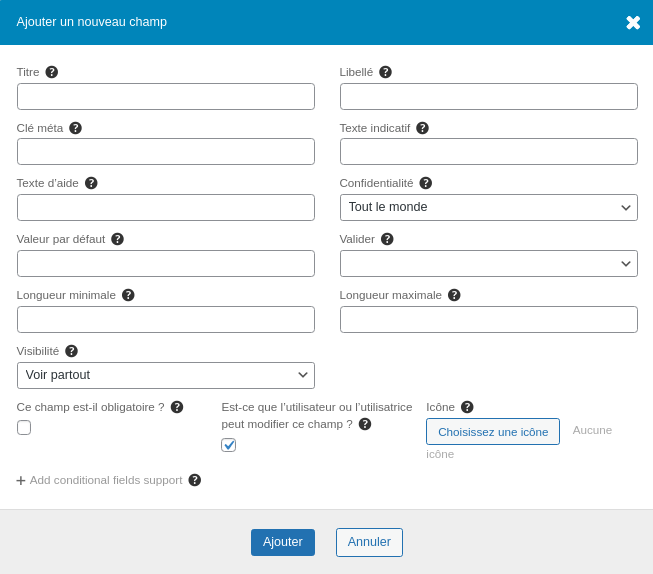 Ajouter un nouveau champ
Titre
Libellé
Clé méta
Texte indicatif
Texte d’aide
Confidentialité
Tout le monde
Valeur par défaut
Valider
Longueur minimale
Longueur maximale
Visibilité
Voir partout
Ce champ est-il obligatoire ?
Est-ce que l’utilisateur ou l’utilisatrice
peut modifier ce champ ?
Icône
Choisissez une icône
Aucune
icône
+ Add conditional fields support
Ajouter
Annuler